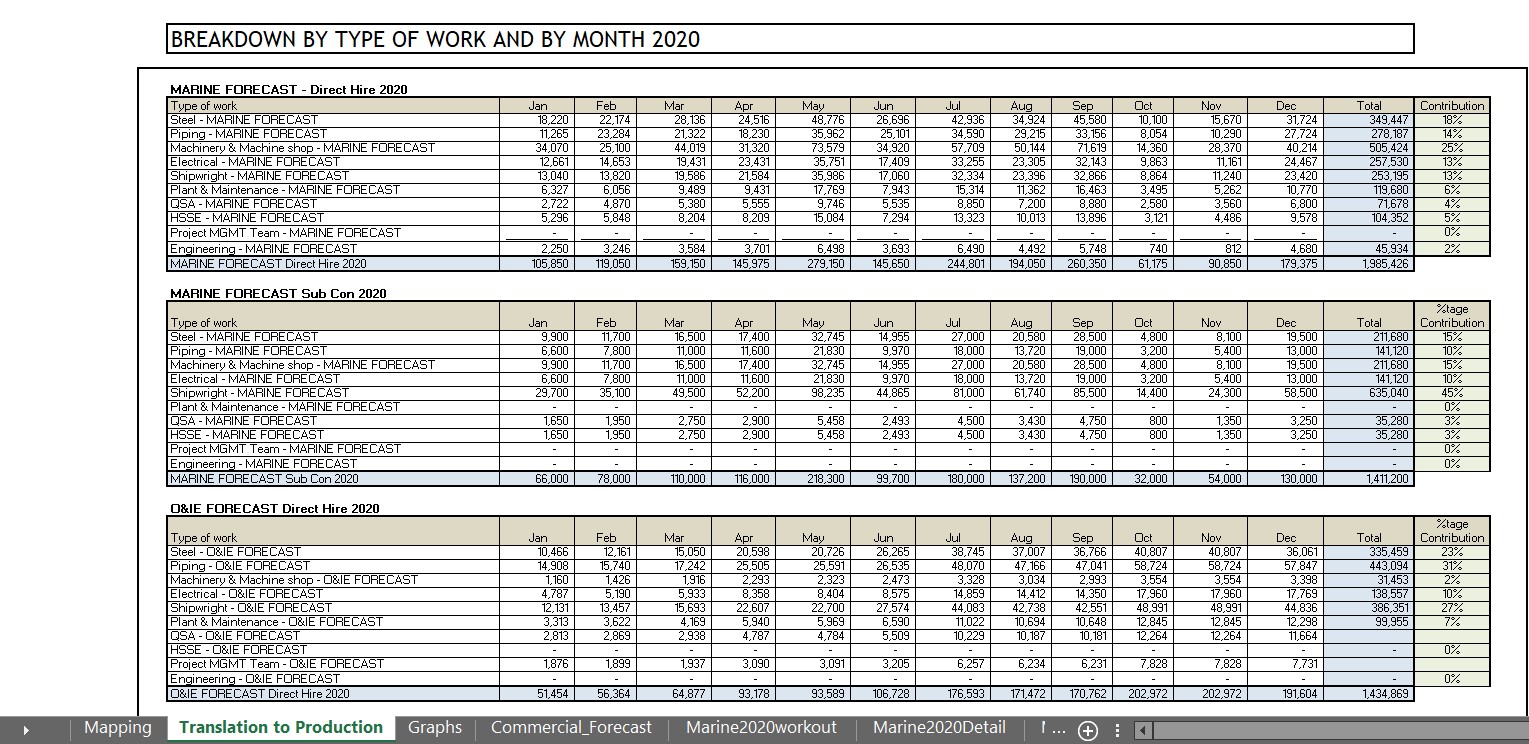 BREAKDOWN BY TYPE OF WORK AND BY MONTH 2020
MARINE FORECAST - Direct Hire 2020
Type of work Jan Feb Mar Apr May Jun Jul Aug Sep Oct Nov Dec Total Contribution
Steel - MARINE FORECAST 18,220 22,174 28,136 24,516 48,776 26,696 42,936 34,924 45,580 10,100 15,670 31,724 349,447 18%
Piping - MARINE FORECAST 11,265 23,284 21,322 18,230 35,962 25,101 34,590 29,215 33,156 8,054 10,290 27,724 278,187 14%
Machinery & Machine shop - MARINE FORECAST 34,070 25,100 44,019 31,320 73,579 34,920 57,709 50,144 71,619 14,360 28,370 40,214 505,424 25%
Electrical - MARINE FORECAST 12,661 14,653 19,431 23,431 35,751 17,409 33,255 23,305 32,143 9,863 11,161 24,467 257,530 13%
Shipwright - MARINE FORECAST 13,040 13,820 19,586 21,584 35,986 17,060 32,334 23,396 32,866 8,864 11,240 23,420 253,195 13%
Plant & Maintenance - MARINE FORECAST 6,327 6,056 9,489 9,431 17,769 7,943 15,314 11,362 16,463 3,495 5,262 10,770 119,680 6%
QSA - MARINE FORECAST 2,722 4,870 5,380 5,555 9,746 5,535 8,850 7,200 8,880 2,580 3,560 6,800 71,678 4%
HSSE - MARINE FORECAST 5,296 5,848 8,204 8,209 15,084 7,294 13,323 10,013 13,896 3,121 4,486 9,578 104,352 5%
Project MGMT Team - MARINE FORECAST - - - - - - - - - - - - - 0%
Engineering - MARINE FORECAST 2,250 3,246 3,584 3,701 6,498 3,693 6,490 4,492 5,748 740 812 4,680 45,934 2%
MARINE FORECAST Direct Hire 2020 105,850 119,050 159,150 145,975 279,150 145,650 244,801 194,050 260,350 61,175 90,850 179,375 1,985,426
MARINE FORECAST Sub Con 2020
%tage
Type of work Jan Feb Mar Apr May Jun Jul Aug Sep Oct Nov Dec Total Contribution
Steel - MARINE FORECAST 9,900 11,700 16,500 17,400 32,745 14,955 27,000 20,580 28,500 4,800 8,100 19,500 211,680 15%
Piping - MARINE FORECAST 6,600 7,800 11,000 11,600 21,830 9,970 18,000 13,720 19,000 3,200 5,400 13,000 141,120 10%
Machinery & Machine shop - MARINE FORECAST 9,900 11,700 16,500 17,400 32,745 14,955 27,000 20,580 28,500 4,800 8,100 19,500 211,680 15%
Electrical - MARINE FORECAST 6,600 7,800 11,000 11,600 21,830 9,970 18,000 13,720 19,000 3,200 5,400 13,000 141,120 10%
Shipwright - MARINE FORECAST 29,700 35,100 49,500 52,200 98,235 44,865 81,000 61,740 85,500 14,400 24,300 58,500 635,040 45%
Plant & Maintenance - MARINE FORECAST - - - - - - - - - - - - - 0%
QSA - MARINE FORECAST 1,650 1,950 2,750 2,900 5,458 2,493 4,500 3,430 4,750 800 1,350 3,250 35,280 3%
HSSE - MARINE FORECAST 1,650 1,950 2,750 2,900 5,458 2,493 4,500 3,430 4,750 800 1,350 3,250 35,280 3%
Project MGMT Team - MARINE FORECAST - - - - - - - - - - - - - 0%
Engineering - MARINE FORECAST - - - - - - - - - - - - - 0%
MARINE FORECAST Sub Con 2020 66,000 78,000 110,000 116,000 218,300 99,700 180,000 137,200 190,000 32,000 54,000 130,000 1,411,200
O&IE FORECAST Direct Hire 2020
%tage
Type of work Jan Feb Mar Apr May Jun Jul Aug Sep Oct Nov Dec Total Contribution
Steel - O&IE FORECAST 10,466 12,161 15,050 20,598 20,726 26,265 38,745 37,007 36,766 40,807 40,807 36,061 335,459 23%
Piping - O&IE FORECAST 14,908 15,740 17,242 25,505 25,591 26,535 48,070 47,166 47,041 58,724 58,724 57,847 443,094 31%
Machinery & Machine shop - O&IE FORECAST 1,160 1,426 1,916 2,293 2,323 2,473 3,328 3,034 2,993 3,554 3,554 3,398 31,453 2%
Electrical - O&IE FORECAST 4,787 5,190 5,933 8,358 8,404 8,575 14,859 14,412 14,350 17,960 17,960 17,769 138,557 10%
Shipwright - O&IE FORECAST 12,131 13,457 15,693 22,607 22,700 27,574 44,083 42,738 42,551 48,991 48,991 44,836 386,351 27%
Plant & Maintenance - O&IE FORECAST 3,313 3,622 4,169 5,940 5,969 6,590 11,022 10,694 10,648 12,845 12,845 12,298 99,955 7%
QSA - O&IE FORECAST 2,813 2,869 2,938 4,787 4,784 5,509 10,229 10,187 10,181 12,264 12,264 11,664
HSSE - O&IE FORECAST - - - - - - - - - - - - - 0%
Project MGMT Team - O&IE FORECAST 1,876 1,899 1,937 3,090 3,091 3,205 6,257 6,234 6,231 7,828 7,828 7,731
Engineering - O&IE FORECAST - - - - - - - - - - - - - 0%
O&IE FORECAST Direct Hire 2020 51,454 56,364 64,877 93,178 93,589 106,728 176,593 171,472 170,762 202,972 202,972 191,604 1,434,869
Mapping Translation to Production Graphs Commercial_Forecast Marine2020workout Marine2020Detail ...